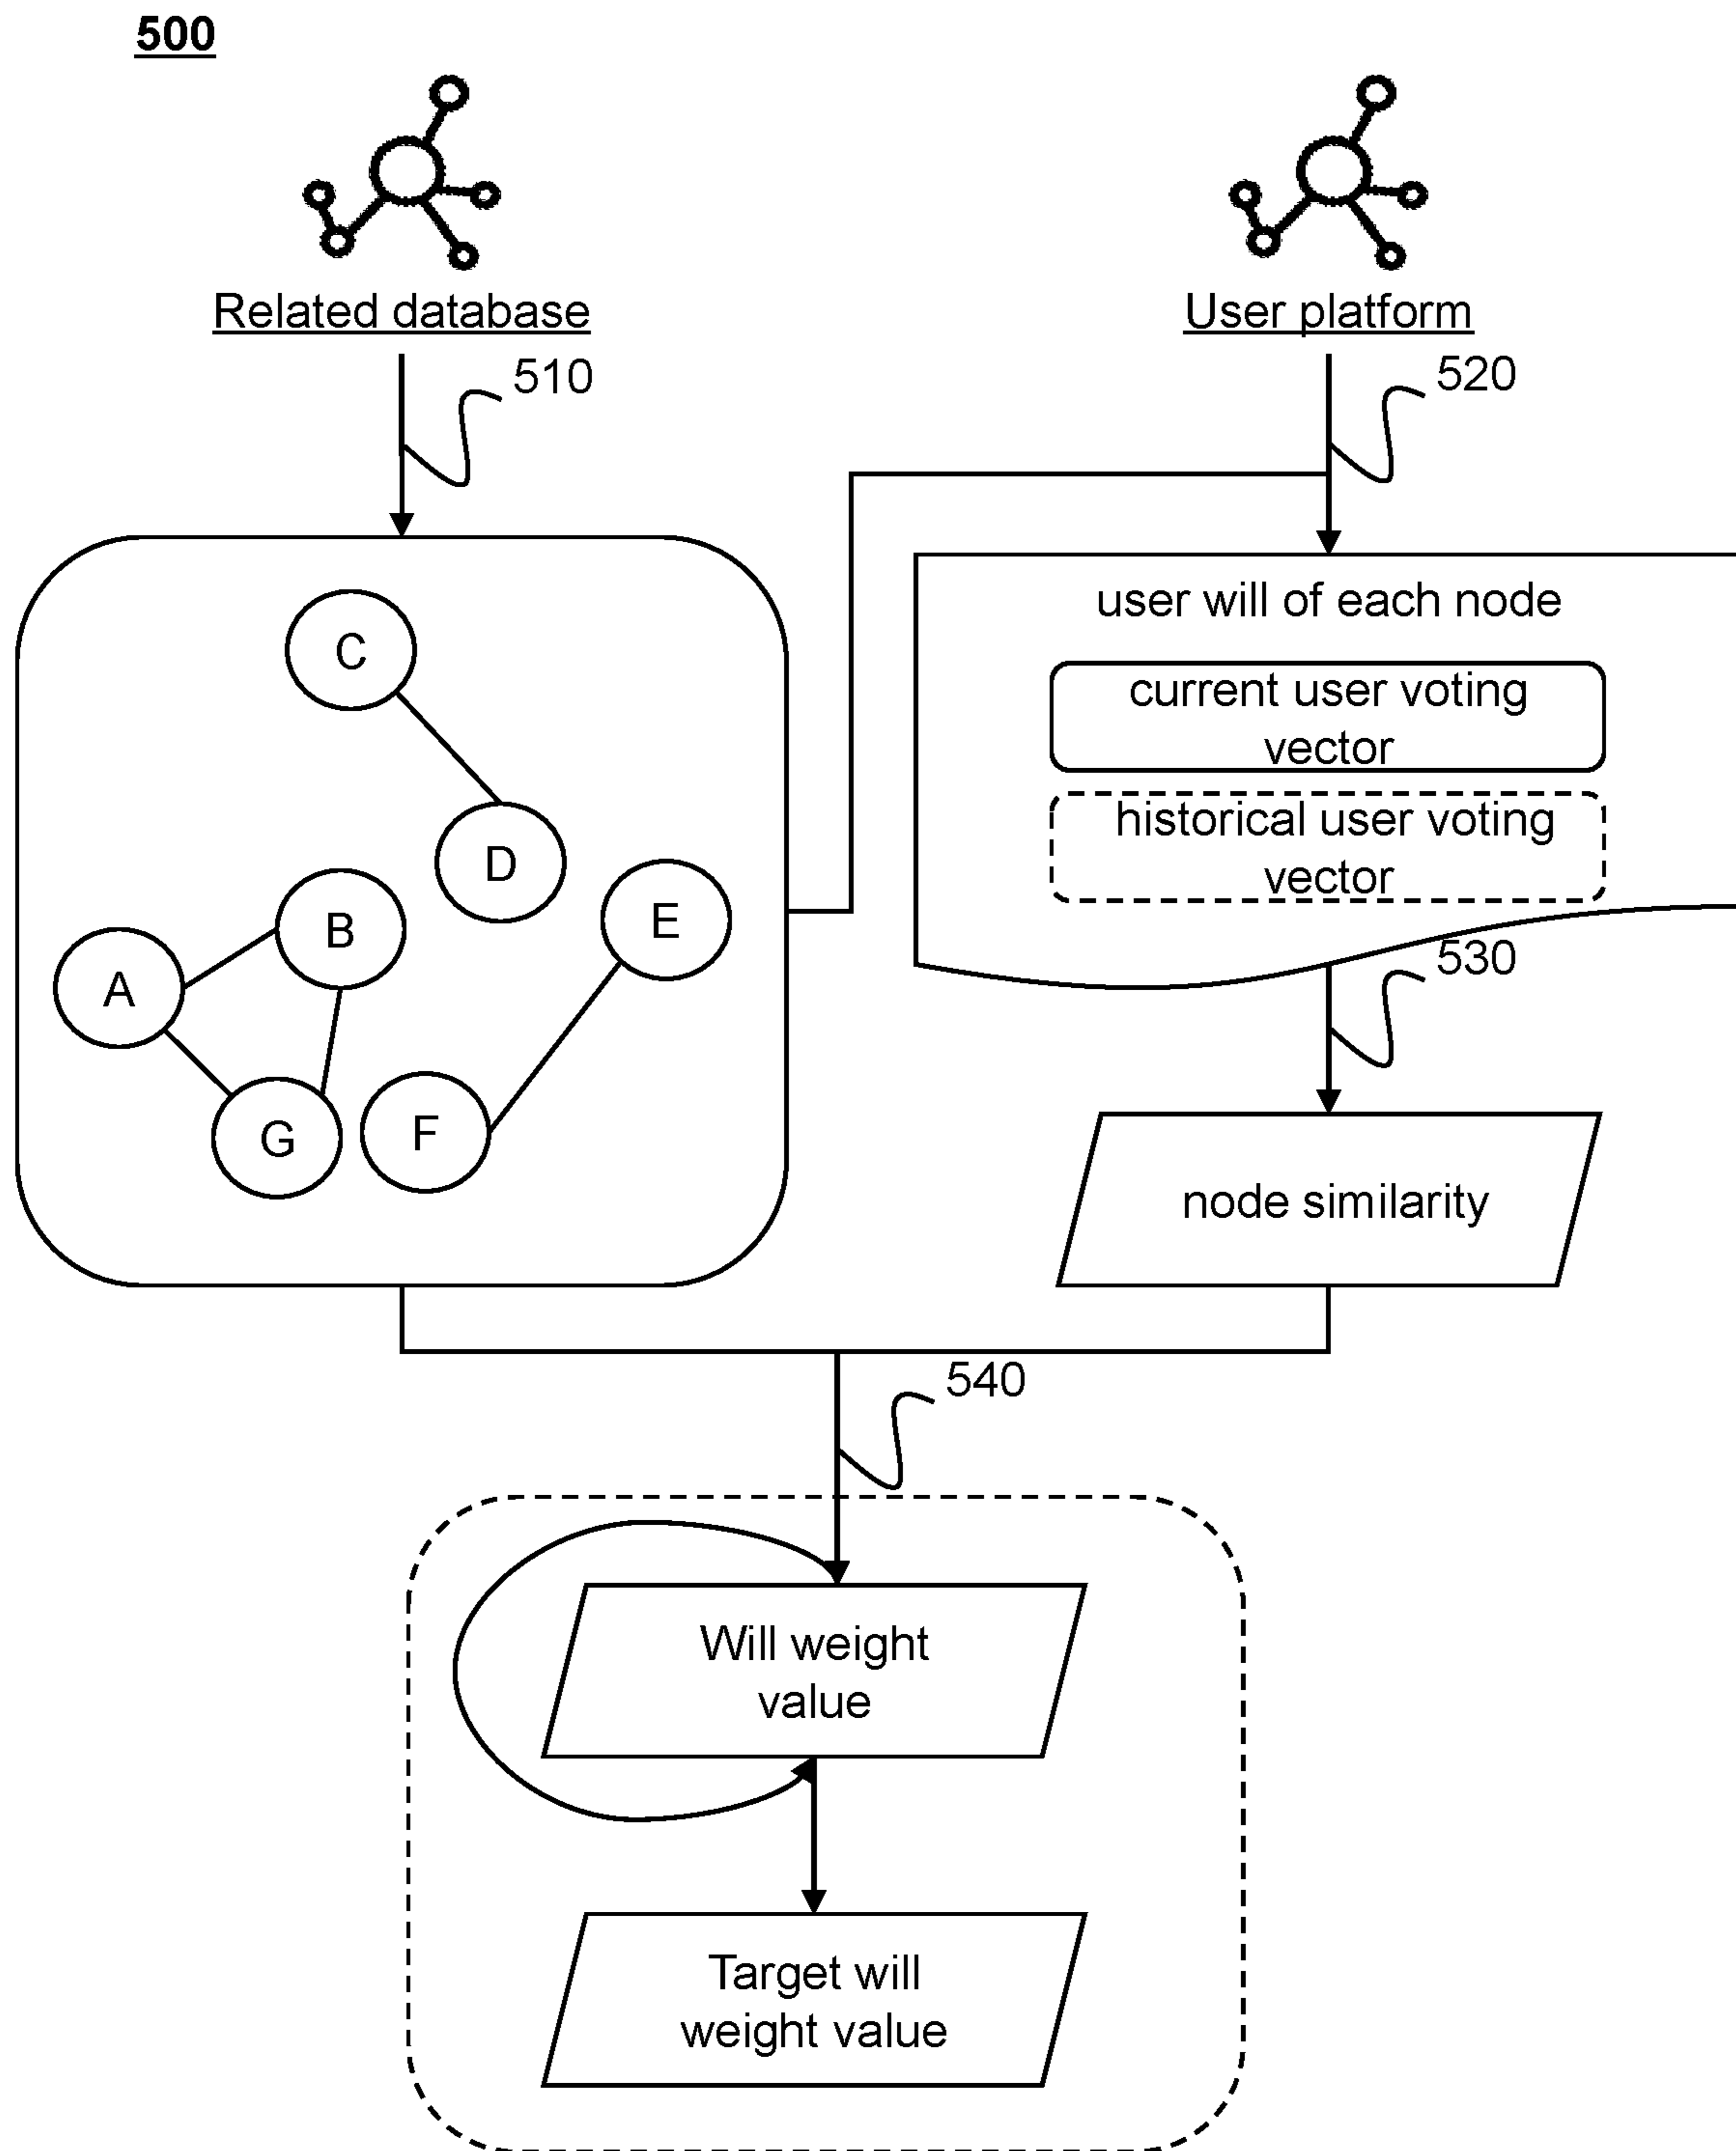 500
Related database
User platform
510
520
user will of each node
current user voting
vector
historical user voting
vector
C
D
B
E
A
G
F
530
node similarity
540
Will weight
value
Target will
weight value